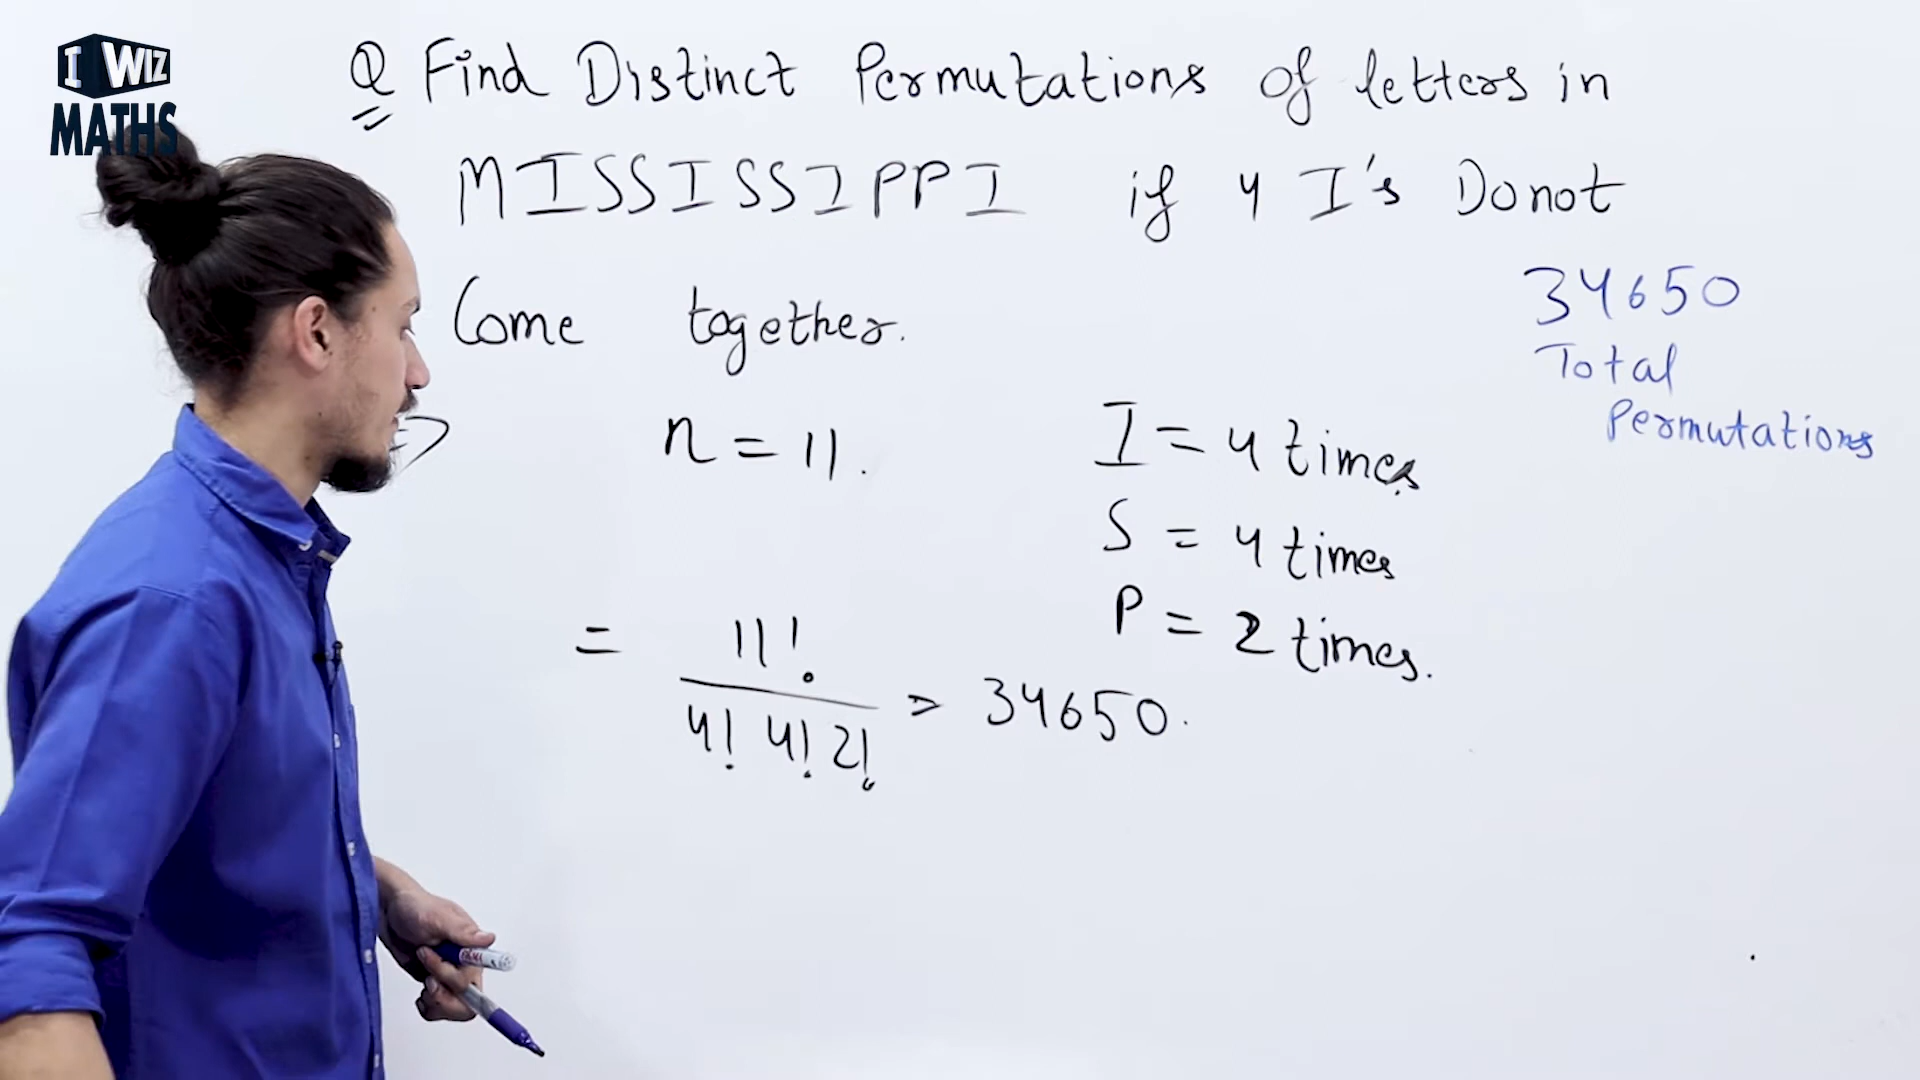 I WIZ
MATHS
Q Find Distinct Permutations of letters in
MISSISSIPPI if 4 I's Do not
Come together.
34650
Total
Permutations
⇒ n = 11.
I = 4 times
S = 4 times
P = 2 times.
= 11! / 4! 4! 2! = 34650.